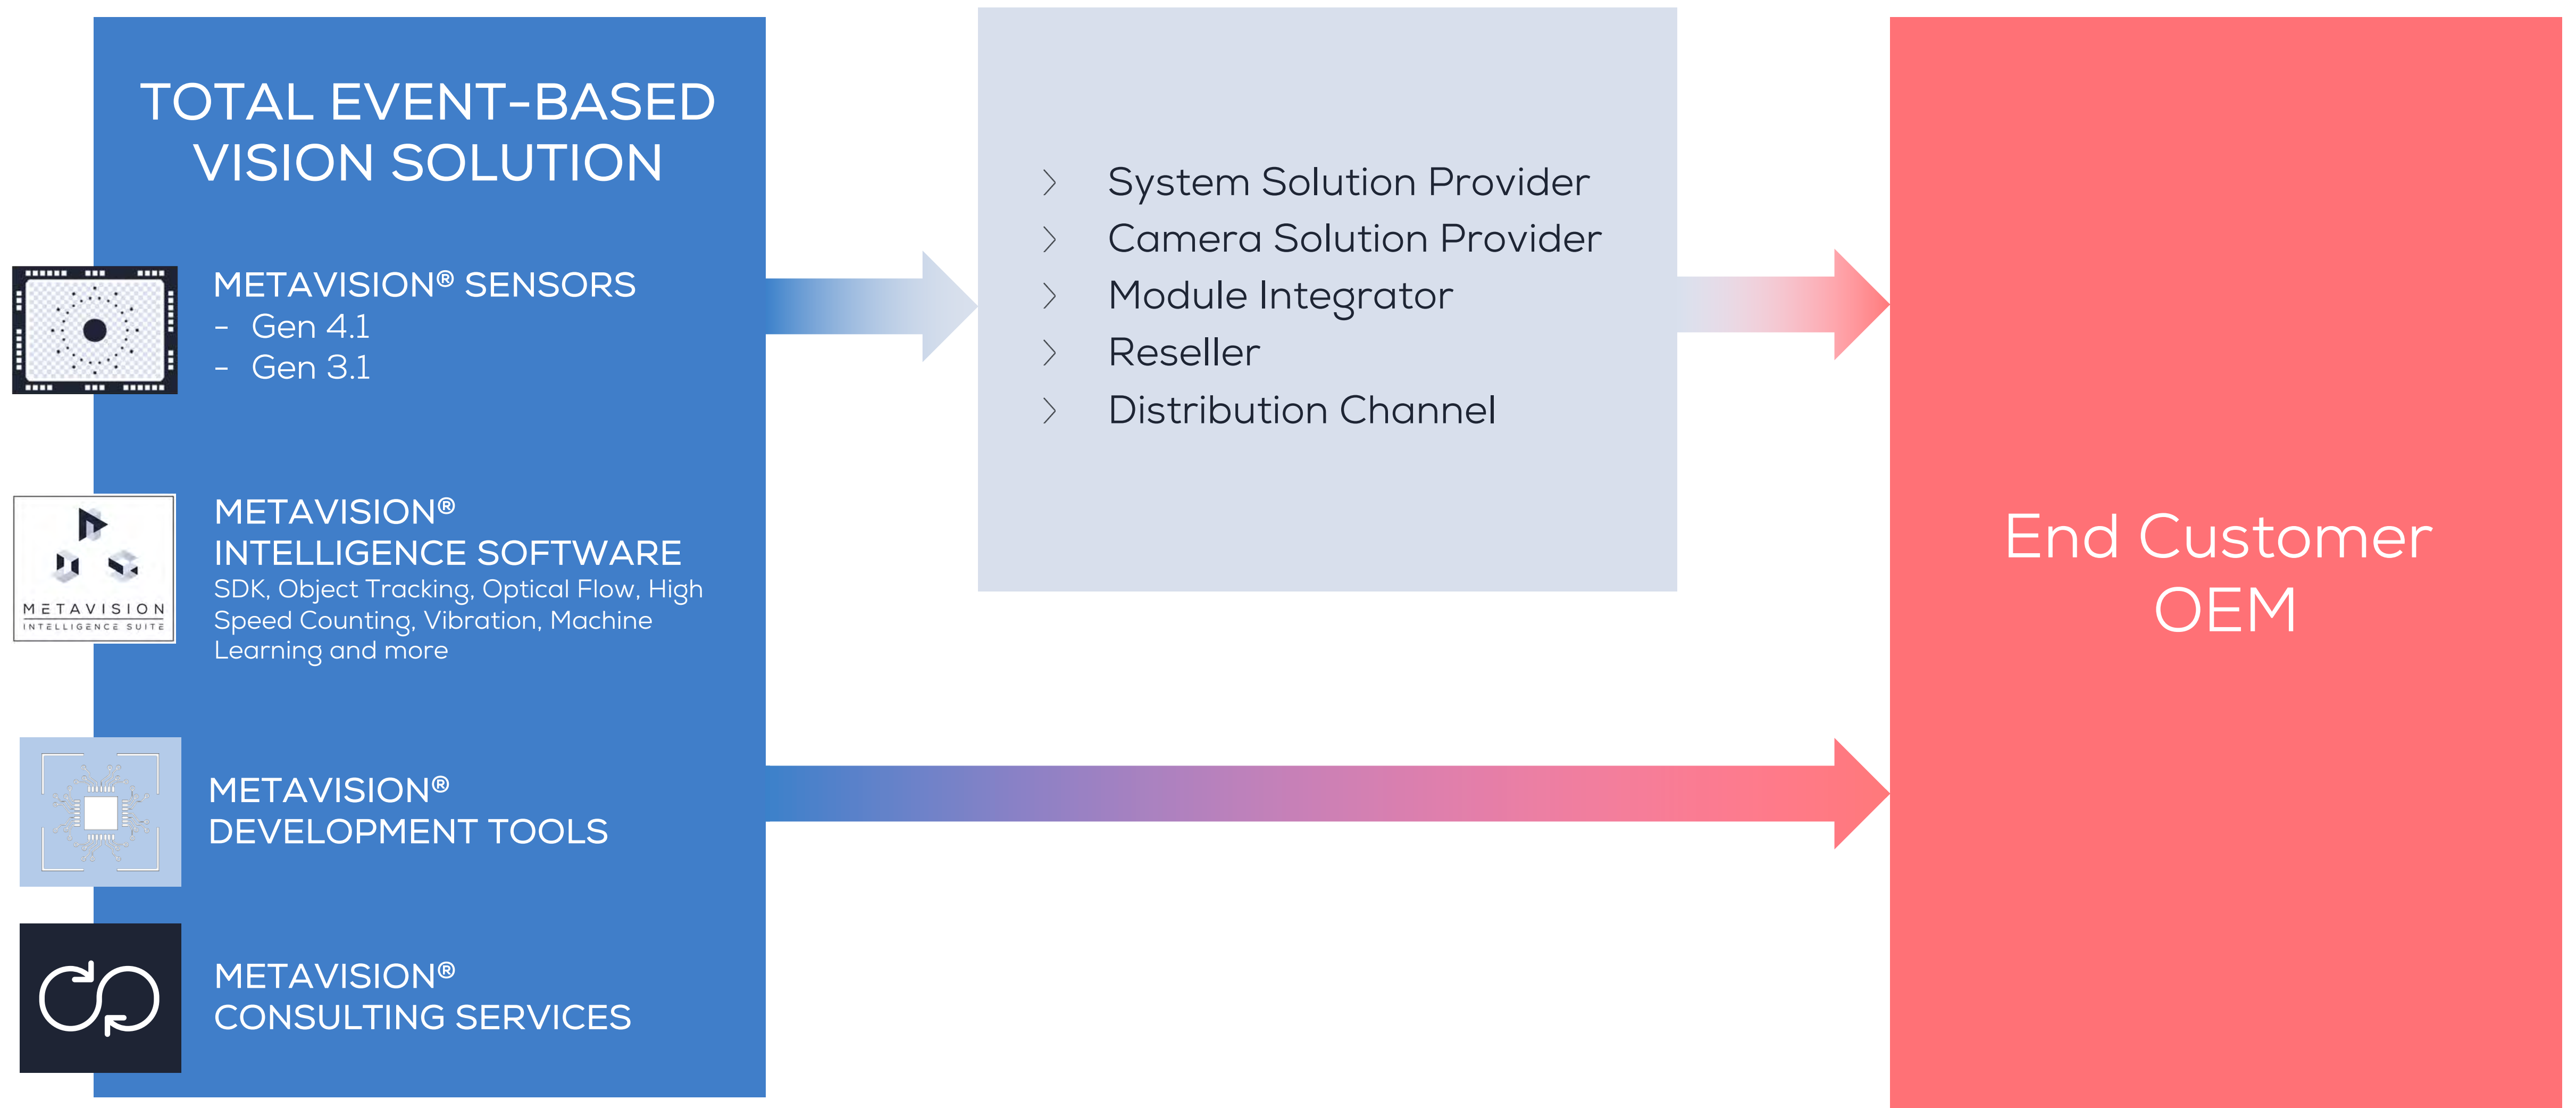 TOTAL EVENT-BASED
VISION SOLUTION
METAVISION® SENSORS
- Gen 4.1
- Gen 3.1
METAVISION
INTELLIGENCE SUITE
METAVISION®
INTELLIGENCE SOFTWARE
SDK, Object Tracking, Optical Flow, High
Speed Counting, Vibration, Machine
Learning and more
METAVISION®
DEVELOPMENT TOOLS
METAVISION®
CONSULTING SERVICES
System Solution Provider
Camera Solution Provider
Module Integrator
Reseller
Distribution Channel
End Customer
OEM